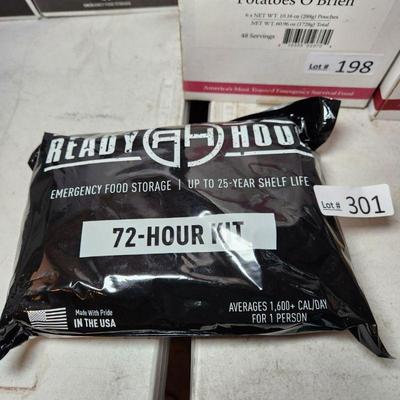 Potatoes O'Brien
6 x NET WT. 10.16 oz (288g) Pouches
NET WT. 60.96 oz (1728g) Total
48 Servings
Lot # 198
America's Most Trusted Emergency Survival Food
READY HOU
EMERGENCY FOOD STORAGE | UP TO 25-YEAR SHELF LIFE
Lot # 301
72-HOUR KIT
Made With Pride
IN THE USA
AVERAGES 1,600+ CAL/DAY
FOR 1 PERSON